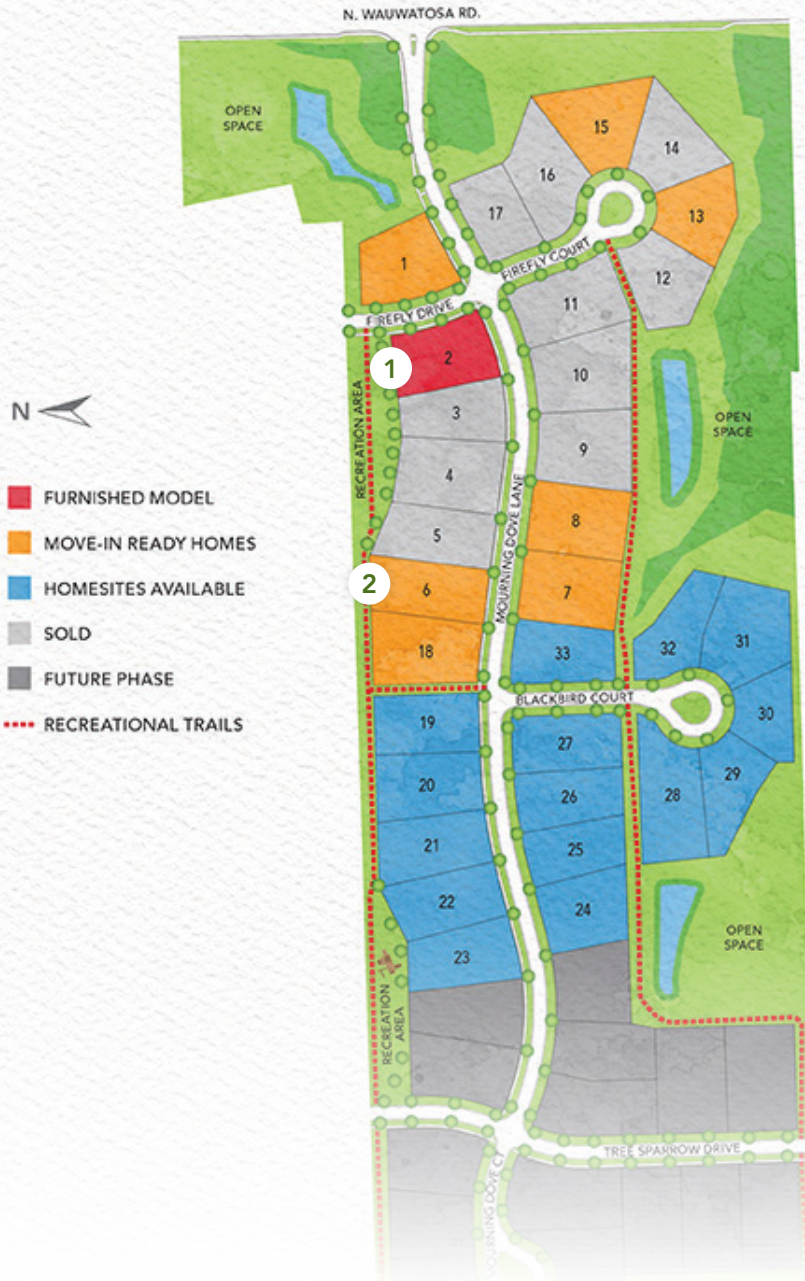 N. WAUWATOSA RD.
OPEN
SPACE
15
14
16
17
13
12
1
FIREFLY COURT
FIREFLY DRIVE
11
2
1
10
3
RECREATION AREA
N
OPEN
SPACE
9
4
FURNISHED MODEL
5
8
MOVE-IN READY HOMES
MOURNING DOVE LANE
2
6
7
HOMESITES AVAILABLE
SOLD
18
33
32
31
FUTURE PHASE
BLACKBIRD COURT
30
RECREATIONAL TRAILS
19
27
29
20
26
28
21
25
22
24
OPEN
SPACE
23
RECREATION
AREA
TREE SPARROW DRIVE